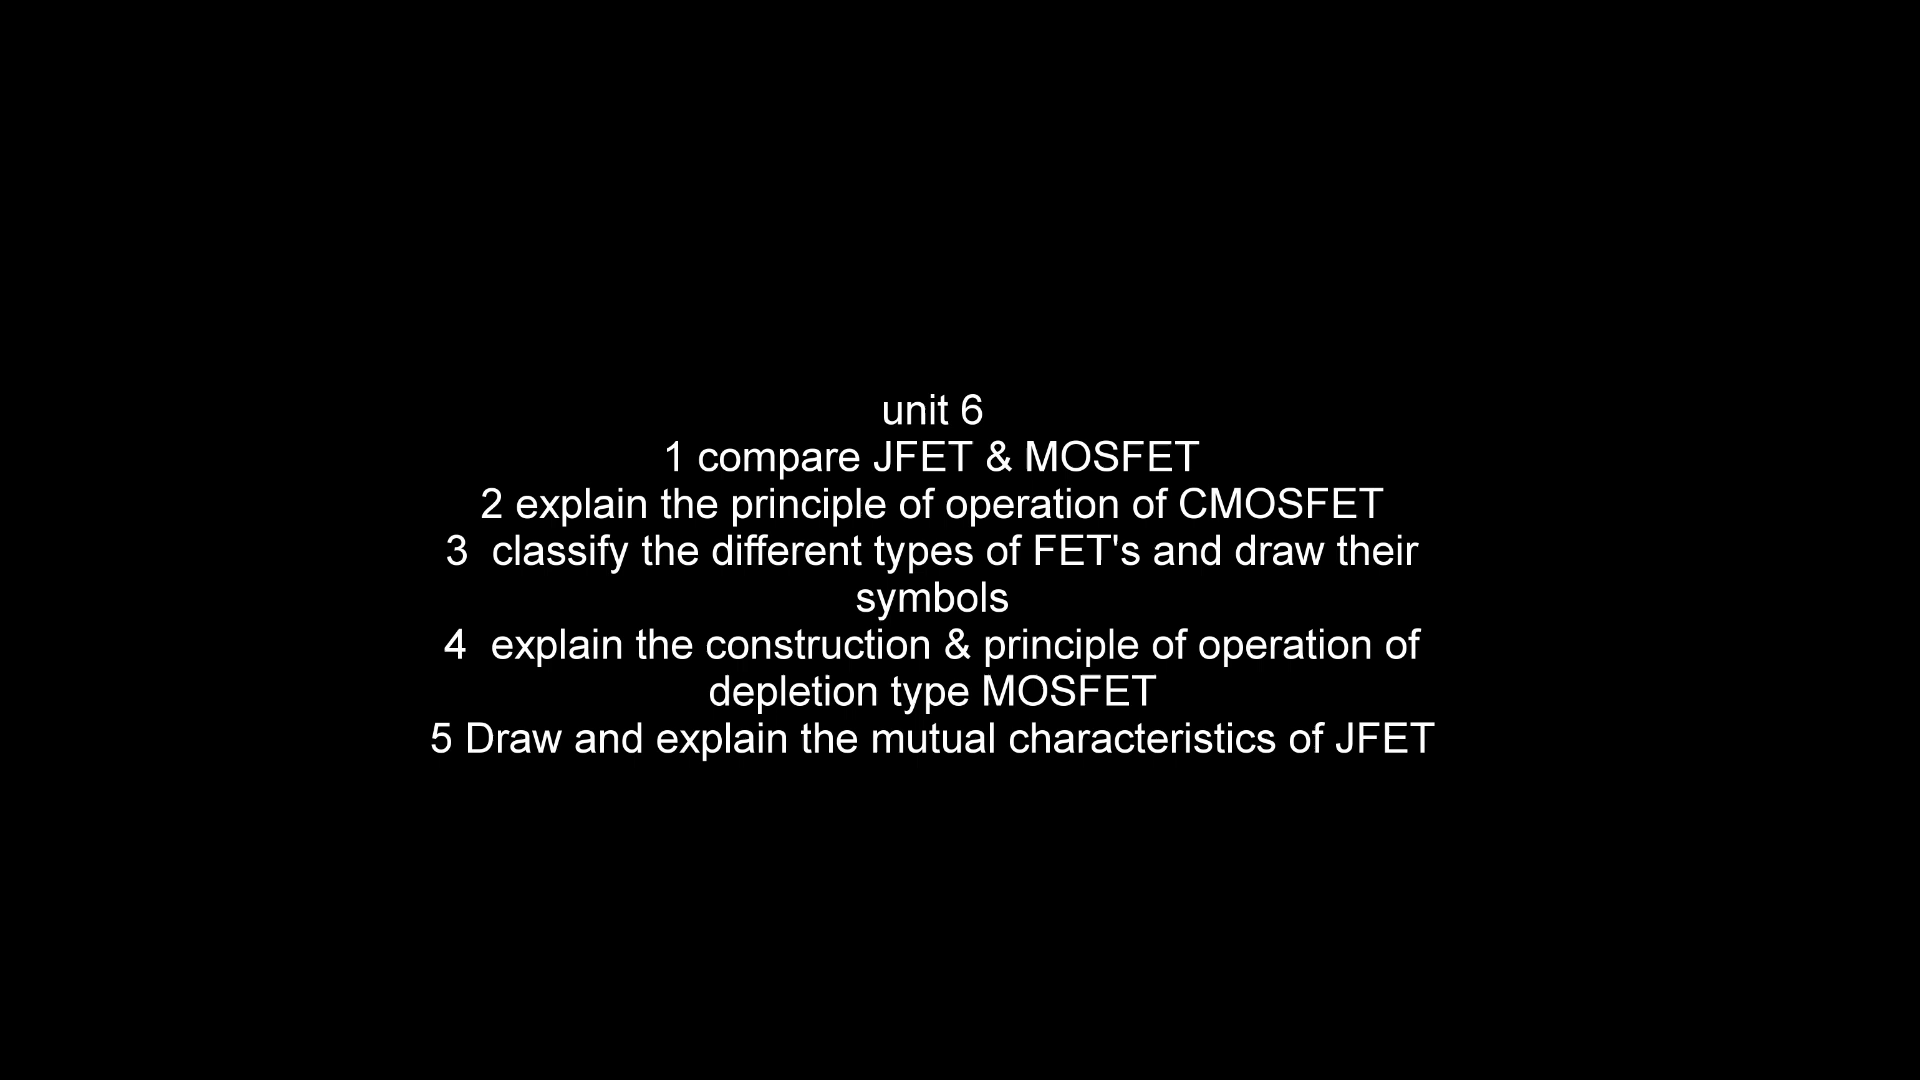 unit 6
1 compare JFET & MOSFET
2 explain the principle of operation of CMOSFET
3  classify the different types of FET's and draw their
symbols
4  explain the construction & principle of operation of
depletion type MOSFET
5 Draw and explain the mutual characteristics of JFET